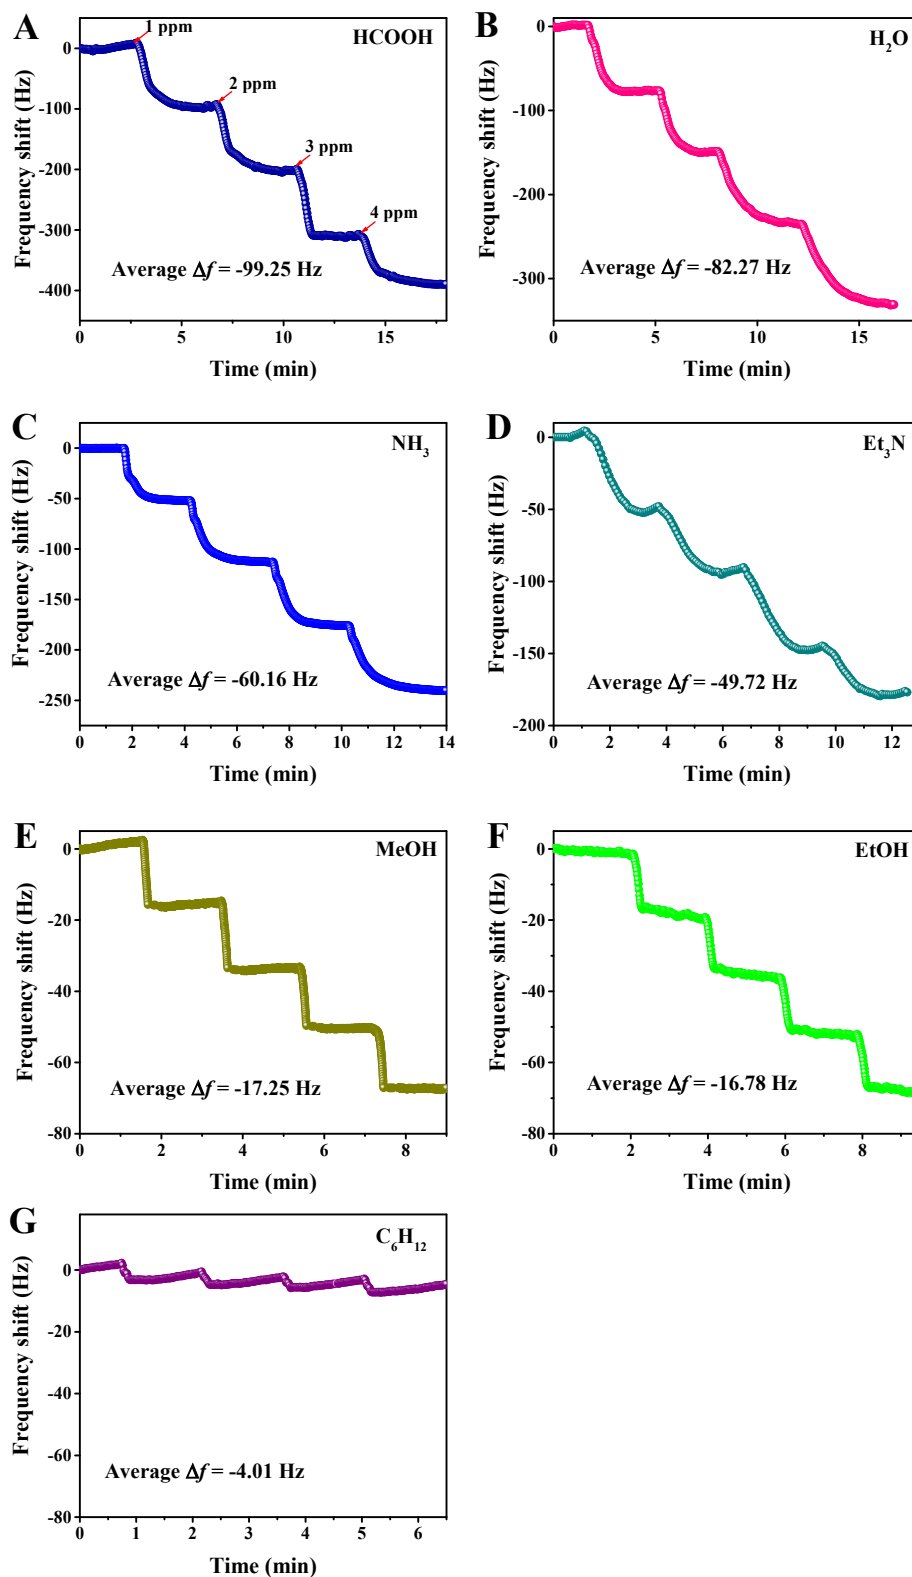 A
HCOOH
1 ppm
2 ppm
3 ppm
4 ppm
Average Δf = -99.25 Hz
Frequency shift (Hz)
0
-100
-200
-300
-400
0 5 10 15
Time (min)
B
H₂O
Average Δf = -82.27 Hz
Frequency shift (Hz)
0
-100
-200
-300
0 5 10 15
Time (min)
C
NH₃
Average Δf = -60.16 Hz
Frequency shift (Hz)
0
-50
-100
-150
-200
-250
0 2 4 6 8 10 12 14
Time (min)
D
Et₃N
Average Δf = -49.72 Hz
Frequency shift (Hz)
0
-50
-100
-150
-200
0 2 4 6 8 10 12
Time (min)
E
MeOH
Average Δf = -17.25 Hz
Frequency shift (Hz)
0
-20
-40
-60
-80
0 2 4 6 8
Time (min)
F
EtOH
Average Δf = -16.78 Hz
Frequency shift (Hz)
0
-20
-40
-60
-80
0 2 4 6 8
Time (min)
G
C₆H₁₂
Average Δf = -4.01 Hz
Frequency shift (Hz)
0
-20
-40
-60
-80
0 1 2 3 4 5 6
Time (min)